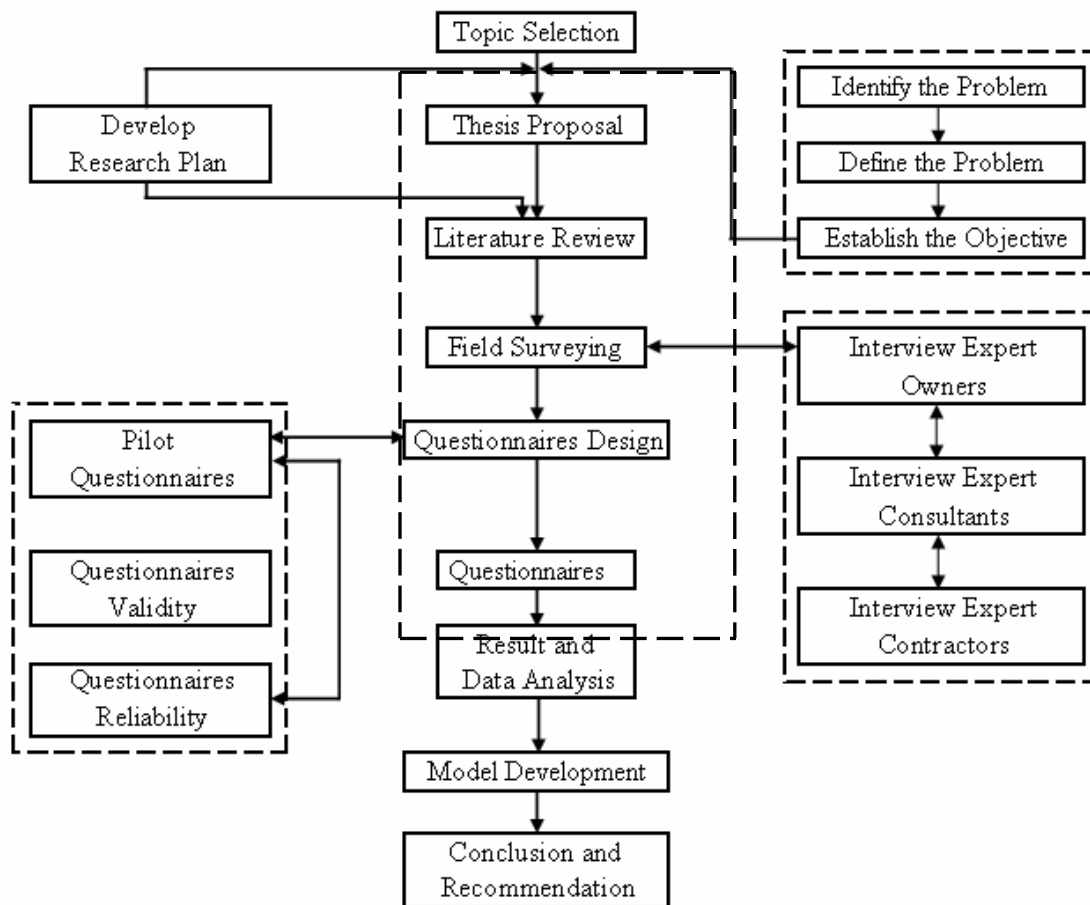 Topic Selection
Identify the Problem
Develop
Research Plan
Thesis Proposal
Define the Problem
Literature Review
Establish the Objective
Field Surveying
Interview Expert
Owners
Pilot
Questionnaires
Questionnaires Design
Interview Expert
Consultants
Questionnaires
Validity
Questionnaires
Interview Expert
Contractors
Questionnaires
Reliability
Result and
Data Analysis
Model Development
Conclusion and
Recommendation